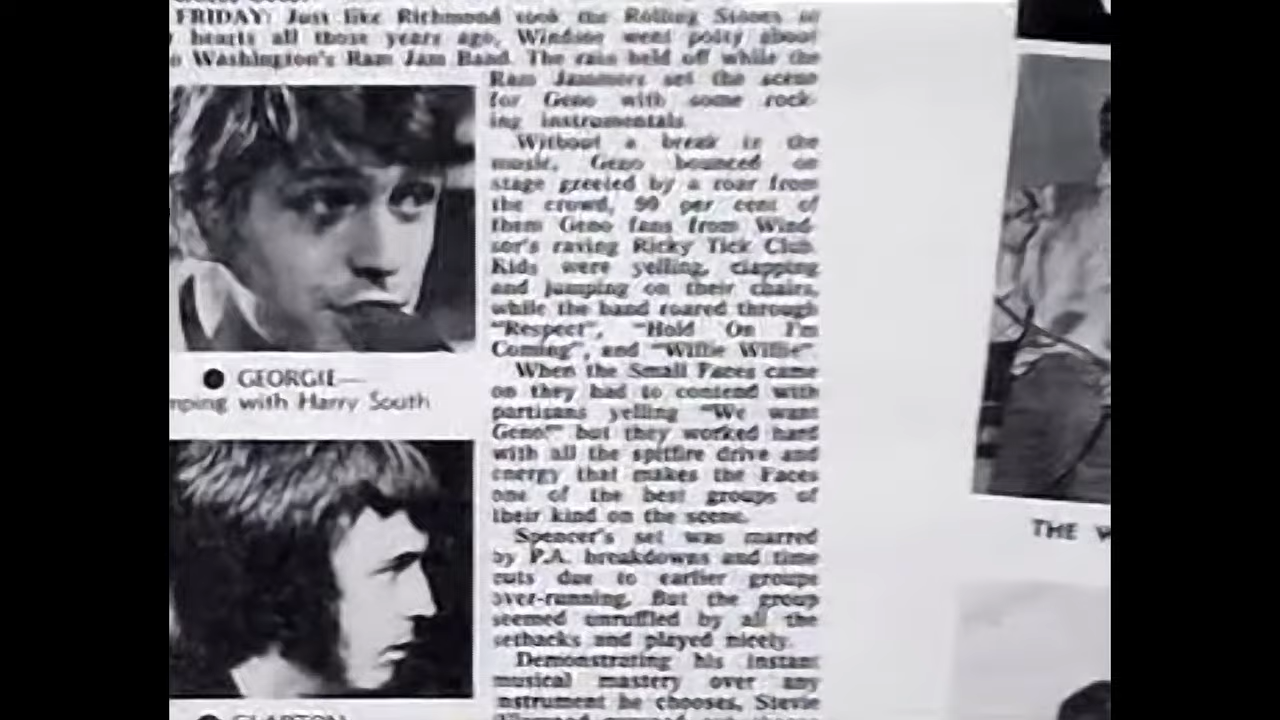 FRIDAY: Just like Richmond took the Rolling Stones to
hearts all those years ago, Windsor went potty about
Washington's Ram Jam Band. The rain held off while the
Ram Jammers set the scene
for Geno with some rock-
ing instrumentals.
Without a break in the
music, Geno bounced on
stage greeted by a roar from
the crowd, 90 per cent of
them Geno fans from Wind-
sor's raving Ricky Tick Club.
Kids were yelling, clapping
and jumping on their chairs,
while the band roared through
"Respect", "Hold On I'm
Coming", and "Willie Willie"
When the Small Faces came
on they had to contend with
partisans yelling "We want
Geno!" but they worked hard
with all the spitfire drive and
energy that makes the Faces
one of the best groups of
their kind on the scene.
Spencer's set was marred
by P.A. breakdowns and time
cuts due to earlier groups
over-running. But the group
seemed unruffled by all the
setbacks and played nicely.
Demonstrating his instant
musical mastery over any
instrument he chooses, Stevie
● GEORGIE—
mping with Harry South
● CLAPTON
THE W